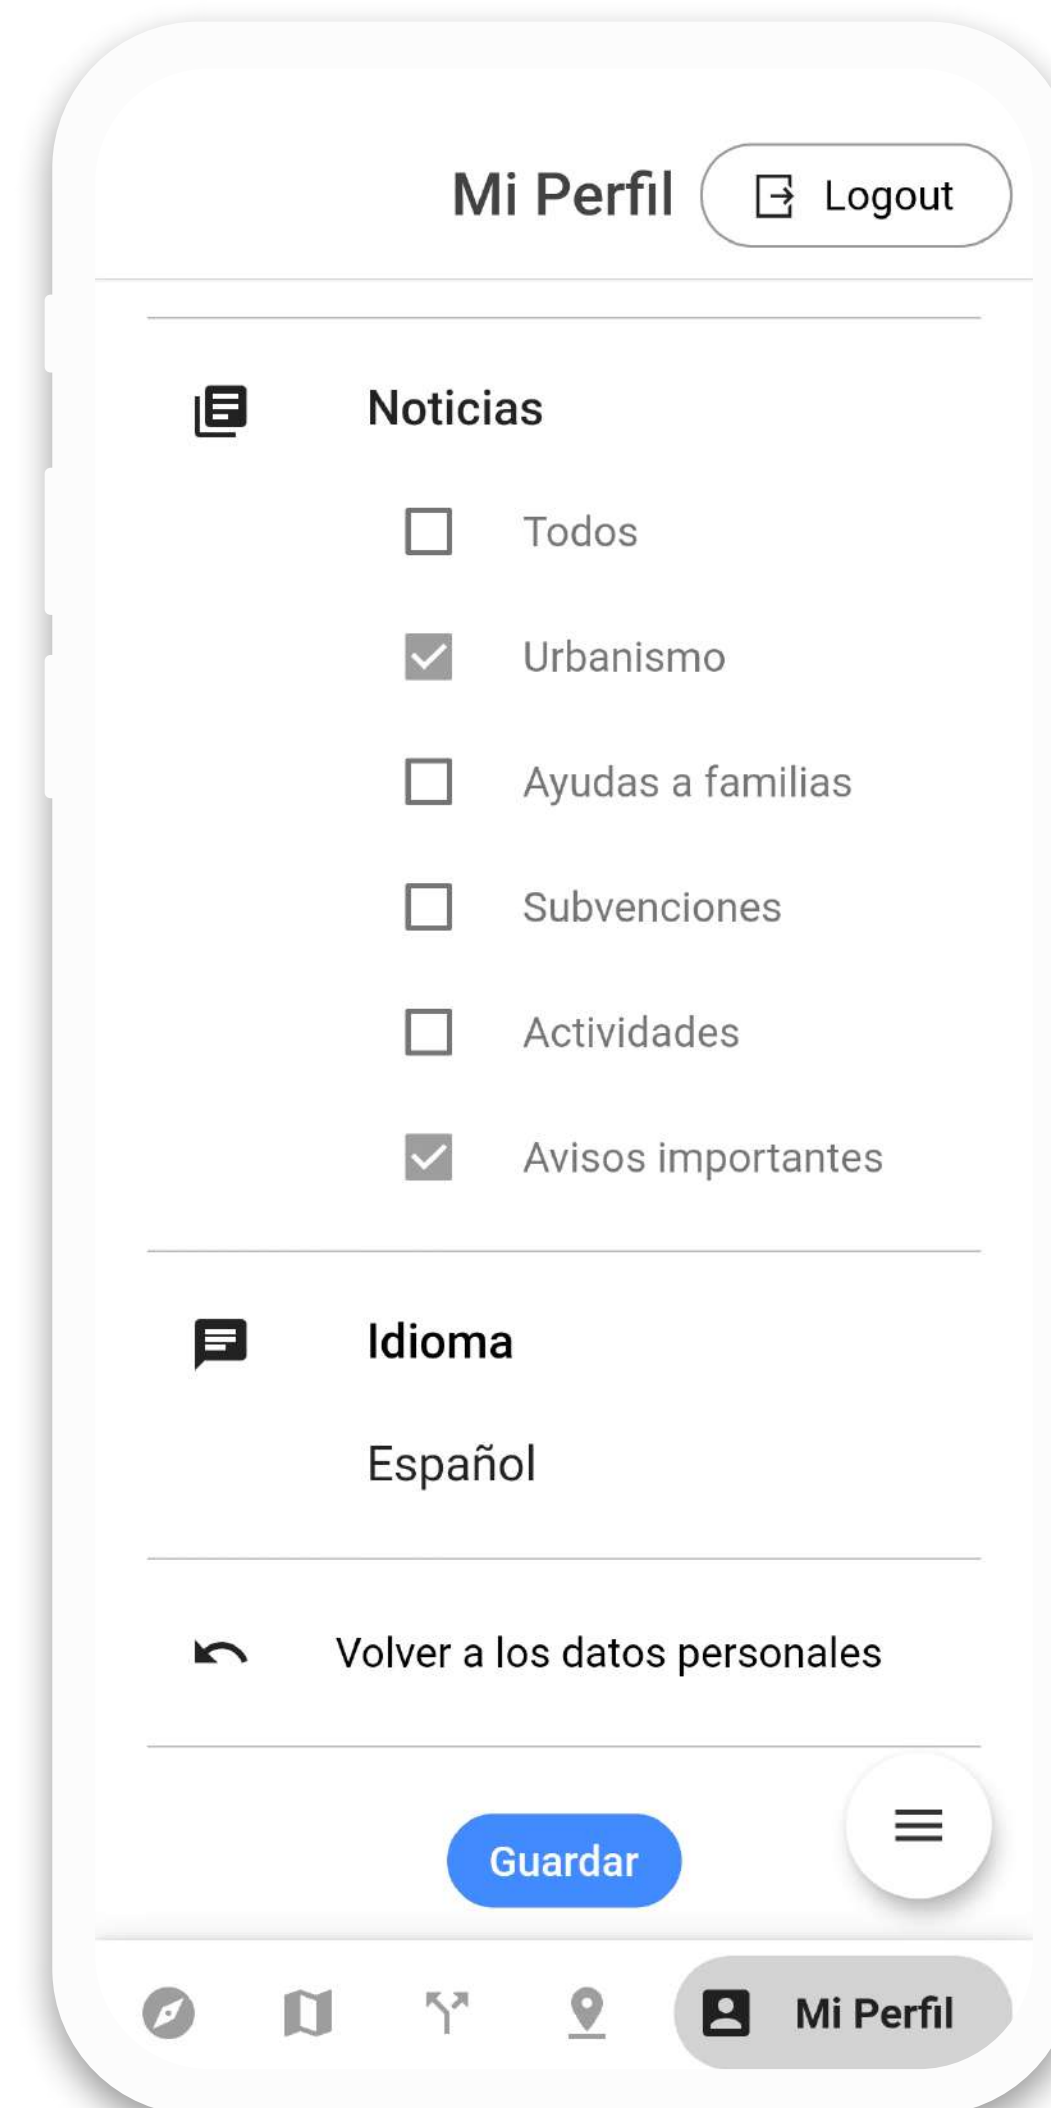 Mi Perfil
Logout
Noticias
Todos
Urbanismo
Ayudas a familias
Subvenciones
Actividades
Avisos importantes
Idioma
Español
Volver a los datos personales
Guardar
Mi Perfil